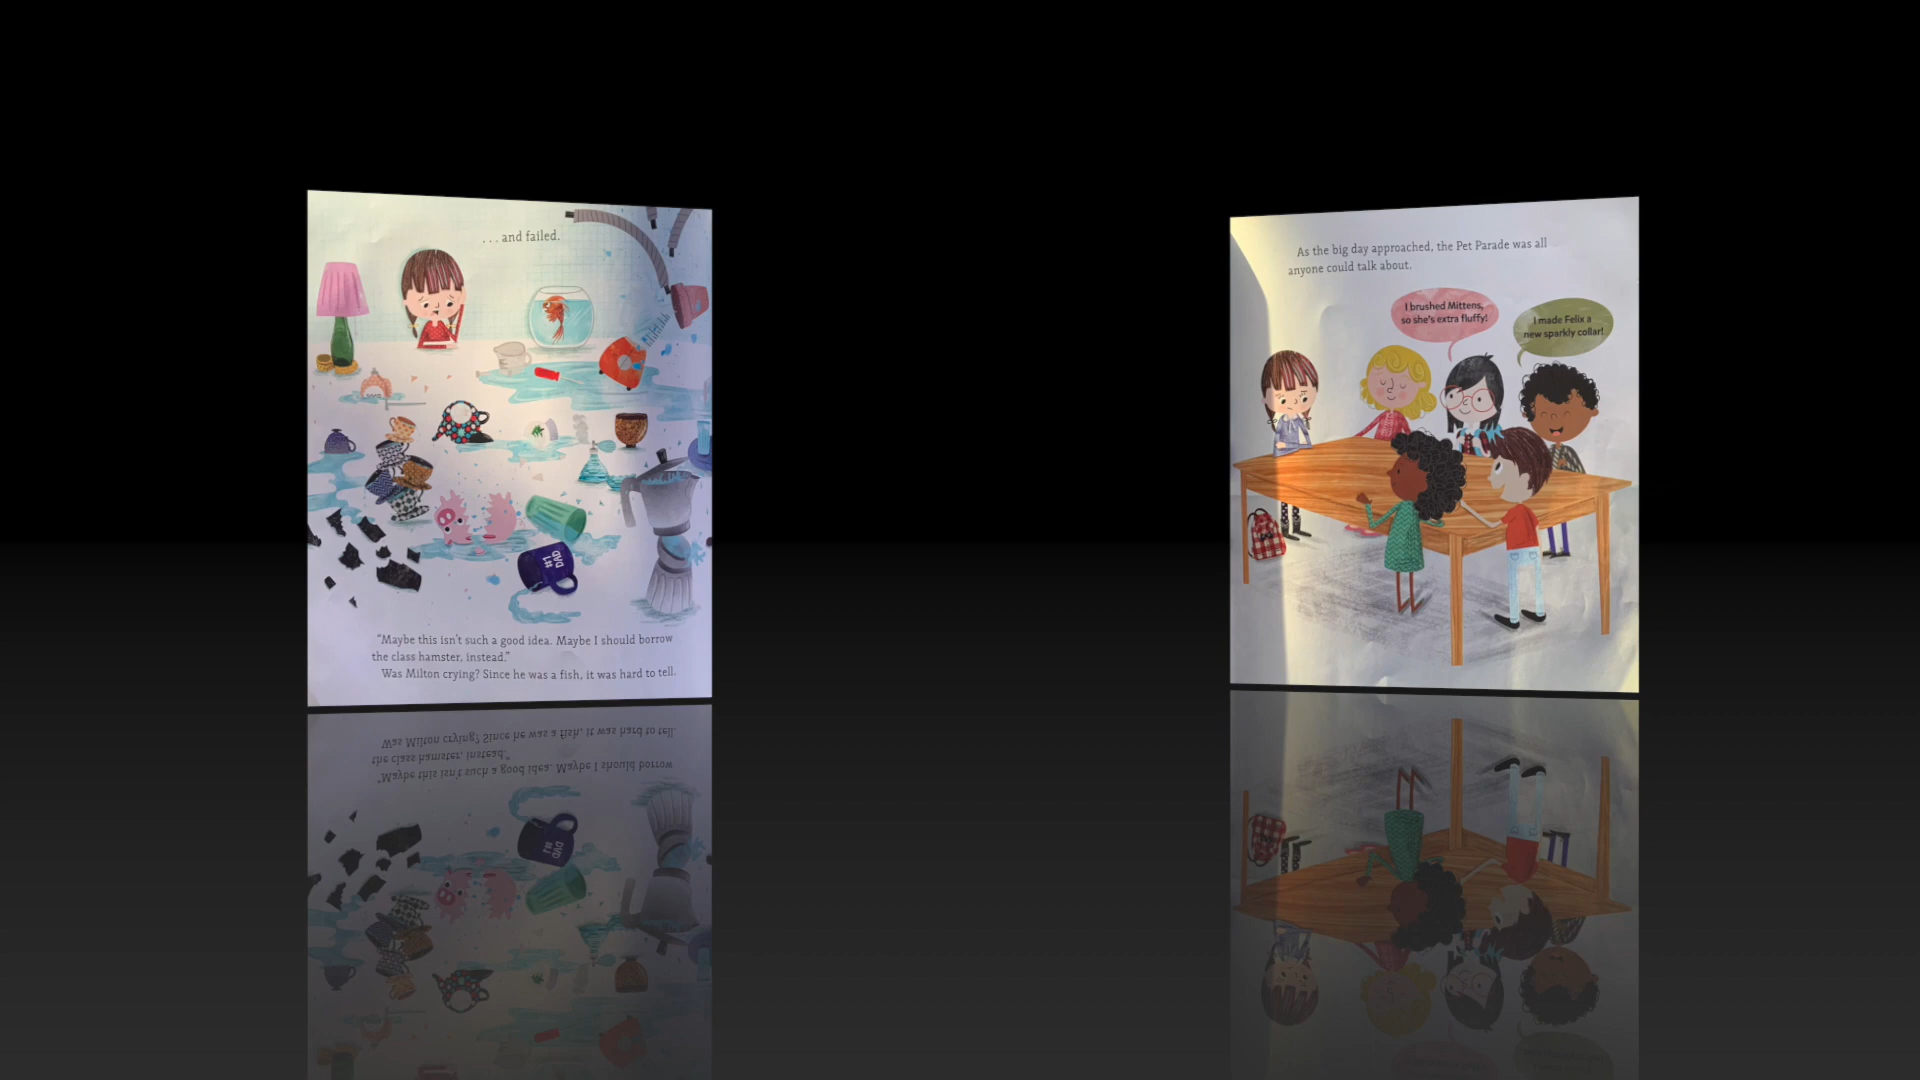 . . . and failed.
#1
DAD
"Maybe this isn't such a good idea. Maybe I should borrow
the class hamster, instead."
Was Milton crying? Since he was a fish, it was hard to tell.
As the big day approached, the Pet Parade was all
anyone could talk about.
I brushed Mittens,
so she's extra fluffy!
I made Felix a
new sparkly collar!